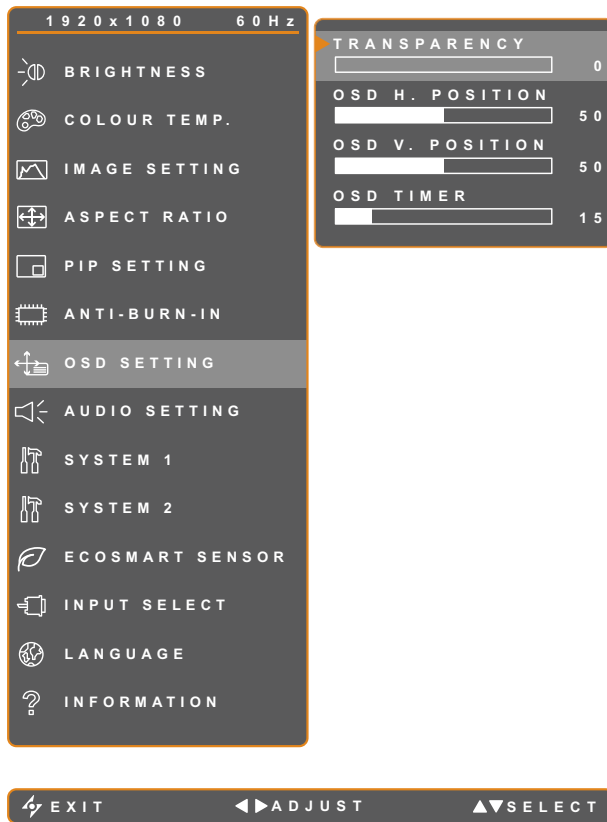 1920x1080 60Hz
BRIGHTNESS
COLOUR TEMP.
IMAGE SETTING
ASPECT RATIO
PIP SETTING
ANTI-BURN-IN
OSD SETTING
AUDIO SETTING
SYSTEM 1
SYSTEM 2
ECOSMART SENSOR
INPUT SELECT
LANGUAGE
INFORMATION
TRANSPARENCY
0
OSD H. POSITION
50
OSD V. POSITION
50
OSD TIMER
15
EXIT ADJUST SELECT